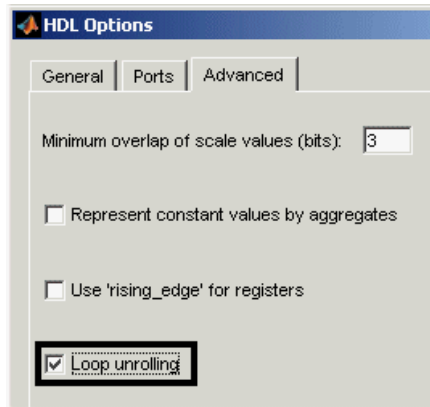 HDL Options
General Ports Advanced
Minimum overlap of scale values (bits): 3
Represent constant values by aggregates
Use 'rising_edge' for registers
Loop unrolling